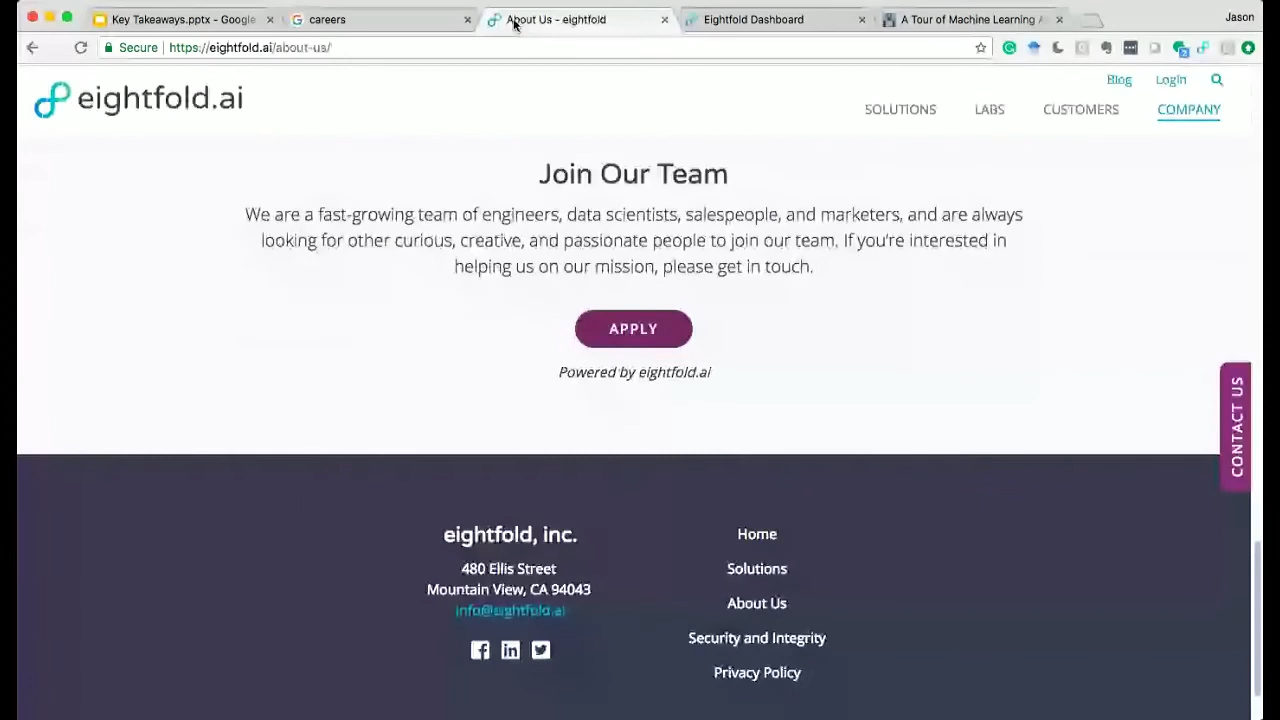 Key Takeaways.pptx - Google
careers
About Us - eightfold
Eightfold Dashboard
A Tour of Machine Learning A
Jason
Secure
https://eightfold.ai/about-us/
Blog
Login
eightfold.ai
SOLUTIONS
LABS
CUSTOMERS
COMPANY
Join Our Team
We are a fast-growing team of engineers, data scientists, salespeople, and marketers, and are always
looking for other curious, creative, and passionate people to join our team. If you're interested in
helping us on our mission, please get in touch.
APPLY
Powered by eightfold.ai
CONTACT US
eightfold, inc.
480 Ellis Street
Mountain View, CA 94043
info@eightfold.ai
Home
Solutions
About Us
Security and Integrity
Privacy Policy